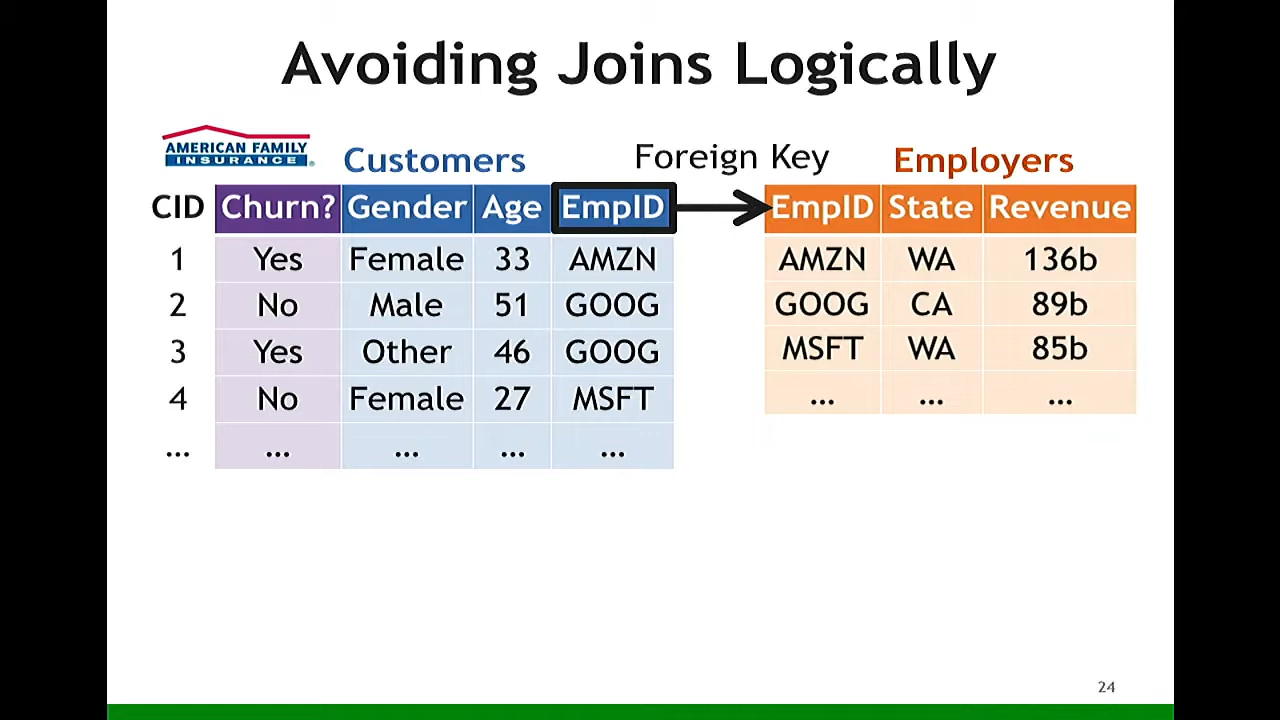 Avoiding Joins Logically
AMERICAN FAMILY
INSURANCE ®
Customers Foreign Key Employers
CID Churn? Gender Age EmpID EmpID State Revenue
1 Yes Female 33 AMZN AMZN WA 136b
2 No Male 51 GOOG GOOG CA 89b
3 Yes Other 46 GOOG MSFT WA 85b
4 No Female 27 MSFT ... ... ...
... ... ... ... ...
24